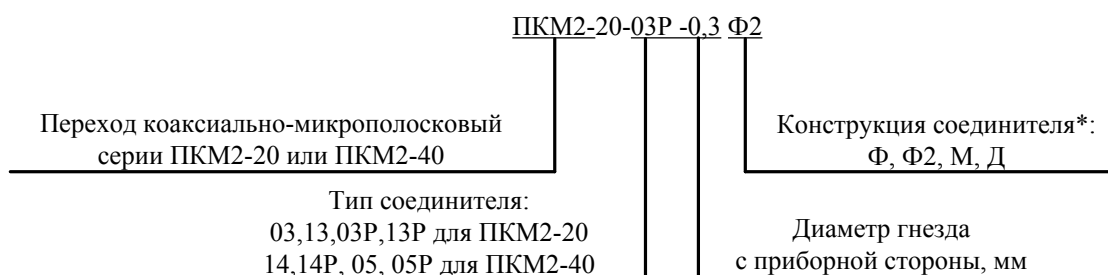 ПКМ2-20-03Р -0,3 Ф2
Переход коаксиально-микрополосковый
серии ПКМ2-20 или ПКМ2-40
Конструкция соединителя*:
Ф, Ф2, М, Д
Тип соединителя:
03,13,03Р,13Р для ПКМ2-20
14,14Р, 05, 05Р для ПКМ2-40
Диаметр гнезда
с приборной стороны, мм